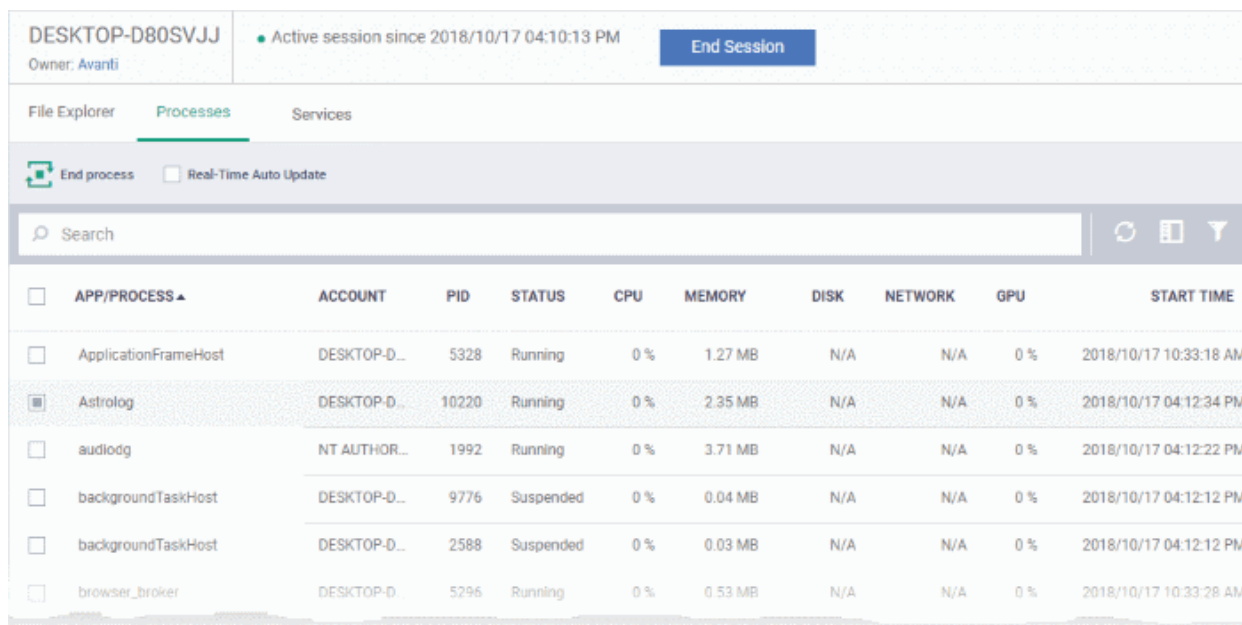 DESKTOP-D80SVJJ
Owner: Avanti
Active session since 2018/10/17 04:10:13 PM
End Session
File Explorer Processes Services
End process Real-Time Auto Update
Search
APP/PROCESS ACCOUNT PID STATUS CPU MEMORY DISK NETWORK GPU START TIME
ApplicationFrameHost DESKTOP-D... 5328 Running 0 % 1.27 MB N/A N/A 0 % 2018/10/17 10:33:18 AM
Astrolog DESKTOP-D... 10220 Running 0 % 2.35 MB N/A N/A 0 % 2018/10/17 04:12:34 PM
audiodg NT AUTHOR... 1992 Running 0 % 3.71 MB N/A N/A 0 % 2018/10/17 04:12:22 PM
backgroundTaskHost DESKTOP-D... 9776 Suspended 0 % 0.04 MB N/A N/A 0 % 2018/10/17 04:12:12 PM
backgroundTaskHost DESKTOP-D... 2588 Suspended 0 % 0.03 MB N/A N/A 0 % 2018/10/17 04:12:12 PM
browser_broker DESKTOP-D. 5296 Running 0 % 0.53 MB N/A N/A 0 % 2018/10/17 10:33:28 AM